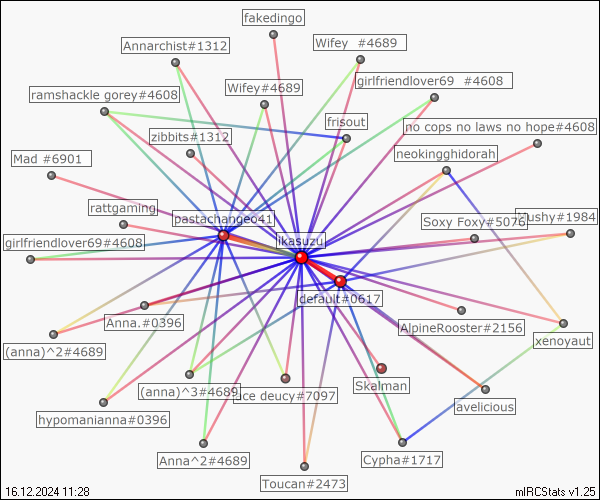 fakedingo
Annarchist#1312
Wifey #4689
ramshackle gorey#4608
Wifey#4689
girlfriendlover69 #4608
frisout
no cops no laws no hope#4608
zibbits#1312
neokingghidorah
Mad #6901
rattgaming
pastachange041
Soxy Foxy#5076
#1984
girlfriendlover69#4608
ikasuzu
default#0617
Anna.#0396
AlpineRooster#2156
xenoyaut
(anna)^2#4689
(anna)^3#4689
deucy#7097
Skalman
hypomanianna#0396
avelicious
Anna^2#4689
Cypha#1717
Toucan#2473
16.12.2024 11:28
mIRCStats v1.25